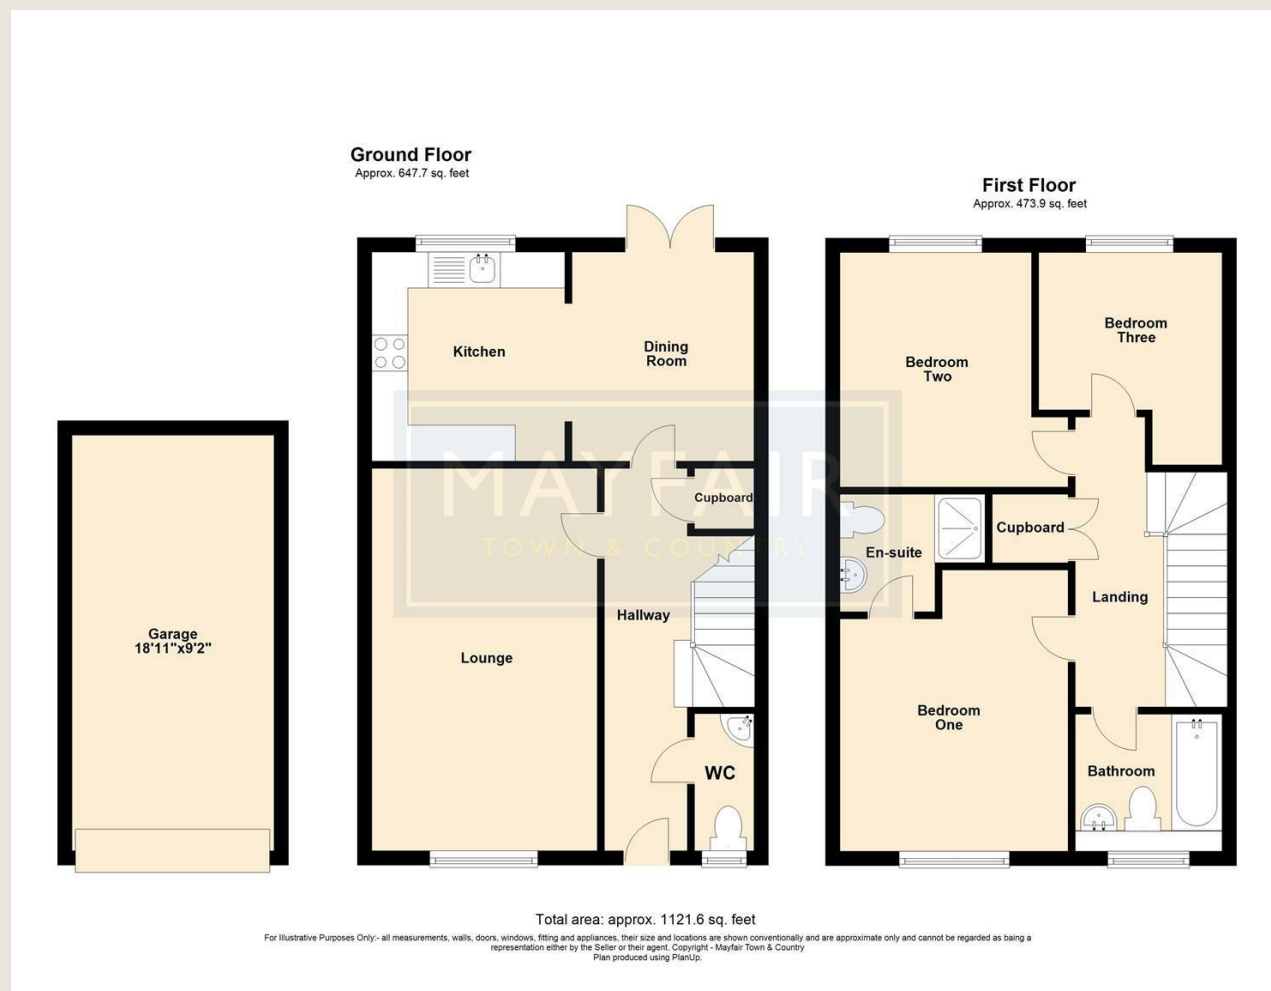 Ground Floor
Approx. 647.7 sq. feet
First Floor
Approx. 473.9 sq. feet
Kitchen
Dining
Room
Bedroom
Two
Bedroom
Three
MAYFAIR
TOWN & COUNTRY
Cupboard
Cupboard
En-suite
Landing
Hallway
Garage
18'11"x9'2"
Lounge
Bedroom
One
WC
Bathroom
Total area: approx. 1121.6 sq. feet
For Illustrative Purposes Only:- all measurements, walls, doors, windows, fitting and appliances, their size and locations are shown conventionally and are approximate only and cannot be regarded as being a
representation either by the Seller or their agent. Copyright - Mayfair Town & Country
Plan produced using PlanUp.